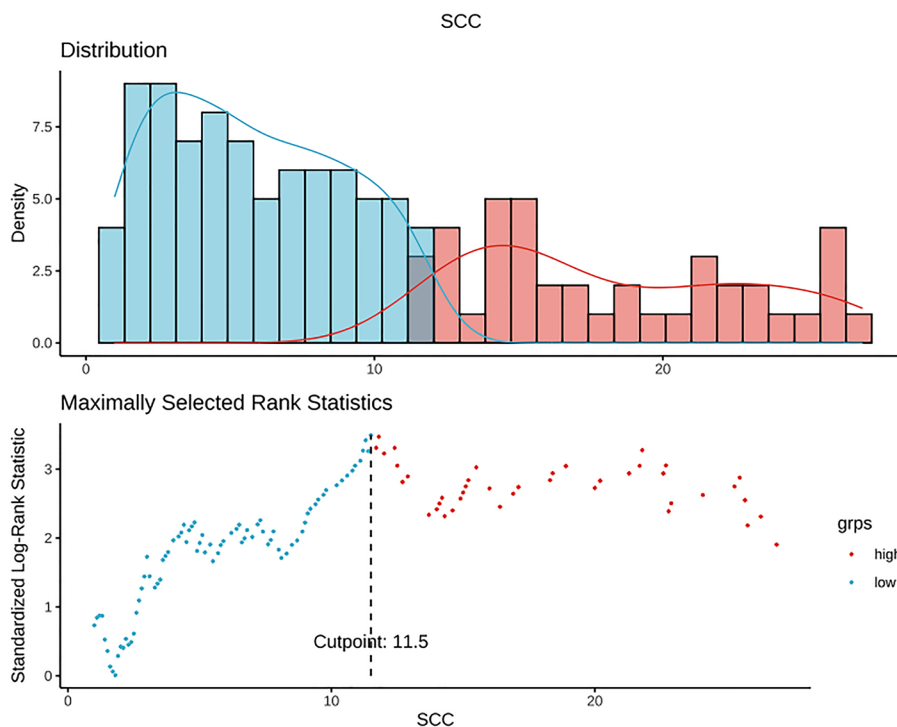 SCC
Distribution
Density
7.5
5.0
2.5
0.0
0 10 20
Maximally Selected Rank Statistics
Standardized Log-Rank Statistic
3
2
1
0
Cutpoint: 11.5
0 10 20
SCC
grps
high
low